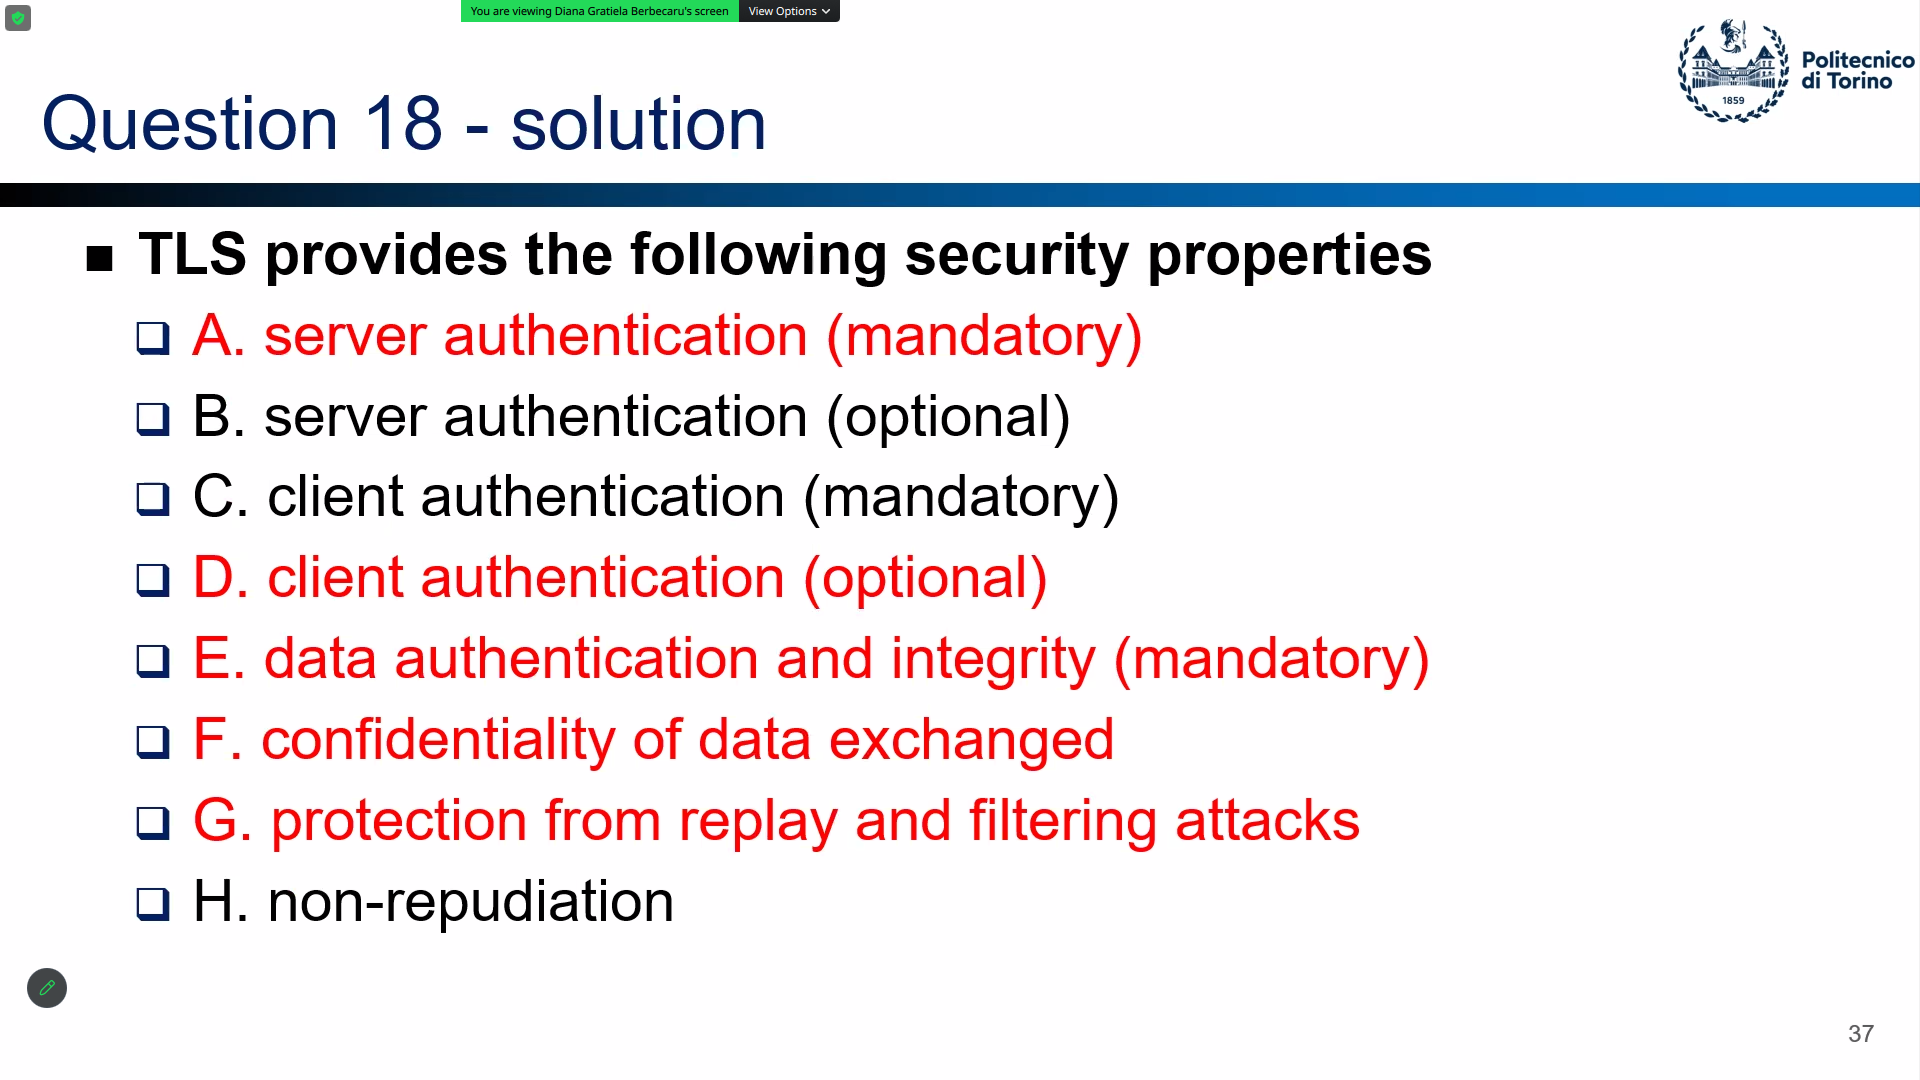 You are viewing Diana Gratiela Berbecaru's screen View Options
Politecnico
di Torino
1859
Question 18 - solution
TLS provides the following security properties
A. server authentication (mandatory)
B. server authentication (optional)
C. client authentication (mandatory)
D. client authentication (optional)
E. data authentication and integrity (mandatory)
F. confidentiality of data exchanged
G. protection from replay and filtering attacks
H. non-repudiation
37